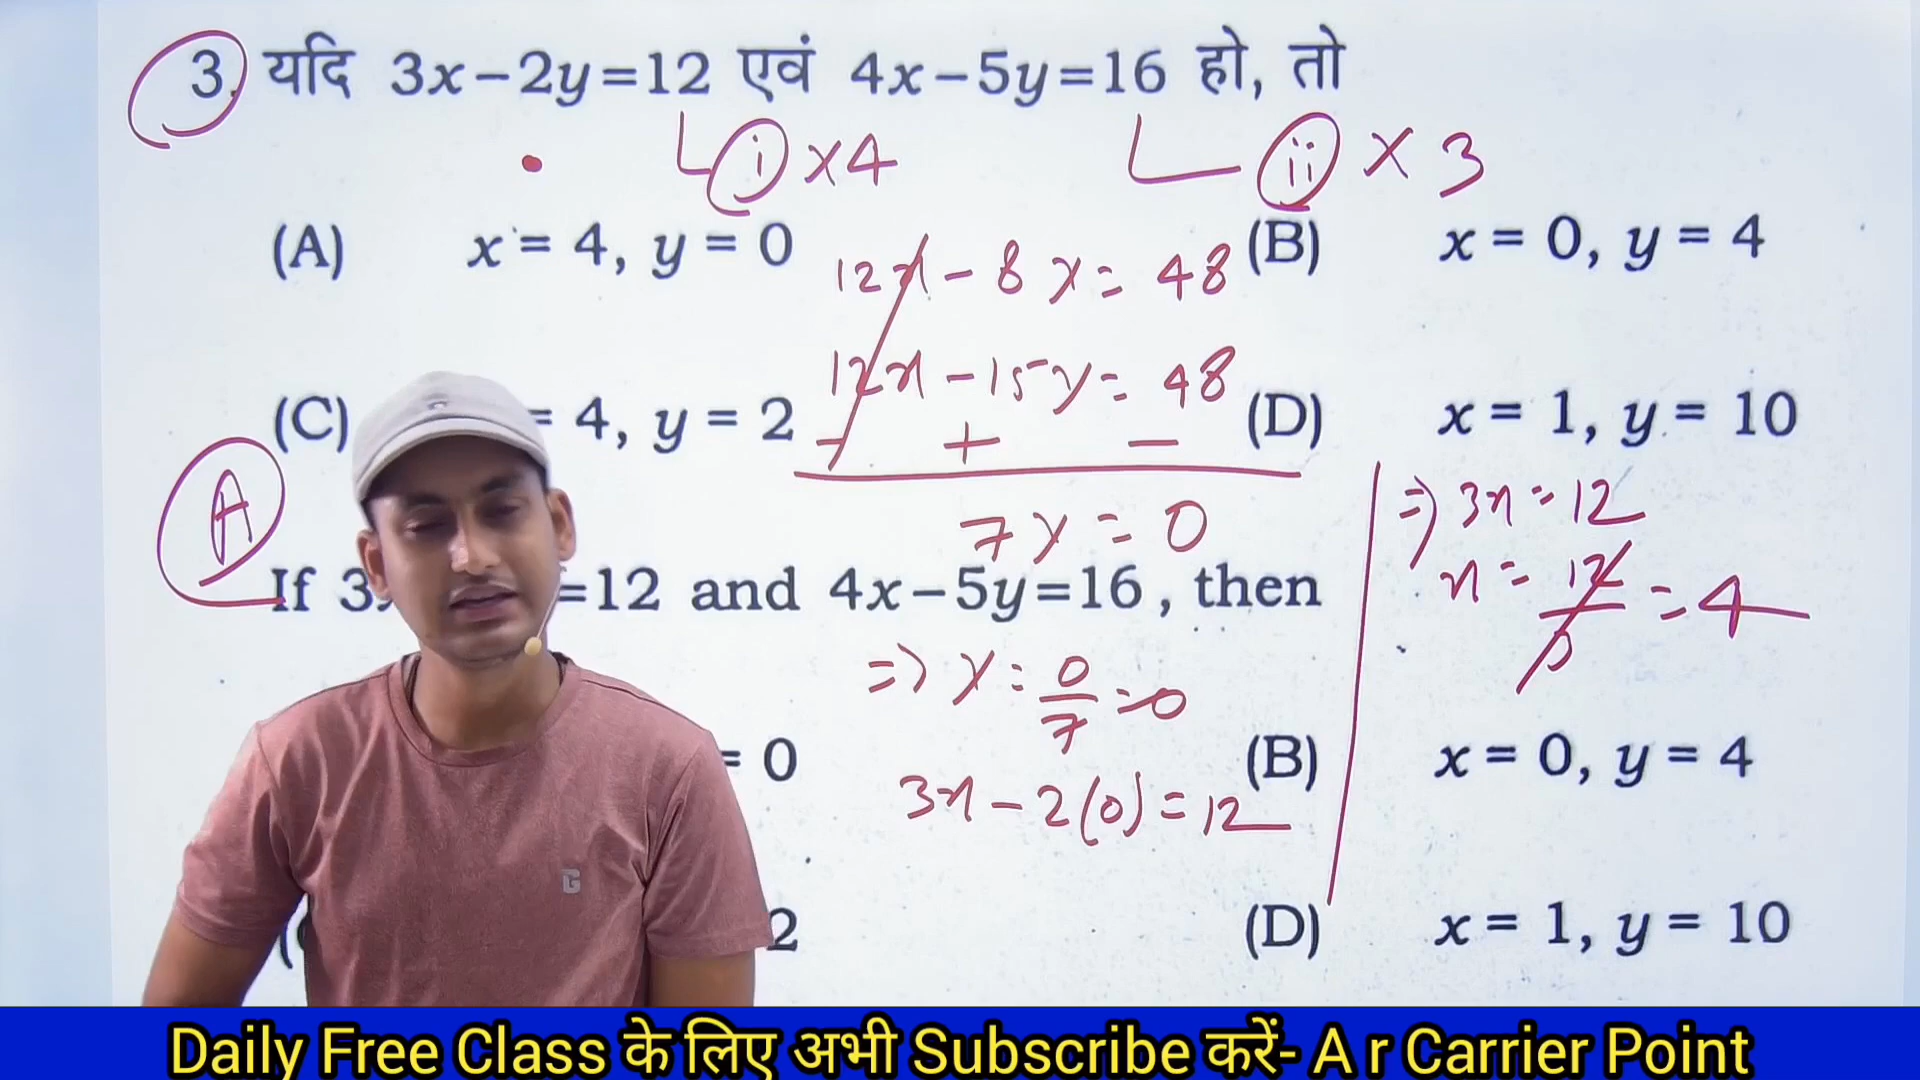 3. यदि 3x-2y=12 एवं 4x-5y=16 हो, तो
i ×4
ii × 3
(A) x = 4, y = 0
(B) x = 0, y = 4
12x - 8y = 48
12x - 15y = 48
- + -
(C) = 4, y = 2
(D) x = 1, y = 10
A
7y = 0
⇒ 3x = 12
x = 12/3 = 4
If 3 =12 and 4x-5y=16, then
⇒ y = 0/7 = 0
= 0
(B) x = 0, y = 4
3x - 2(0) = 12
2
(D) x = 1, y = 10
G
Daily Free Class के लिए अभी Subscribe करें- A r Carrier Point